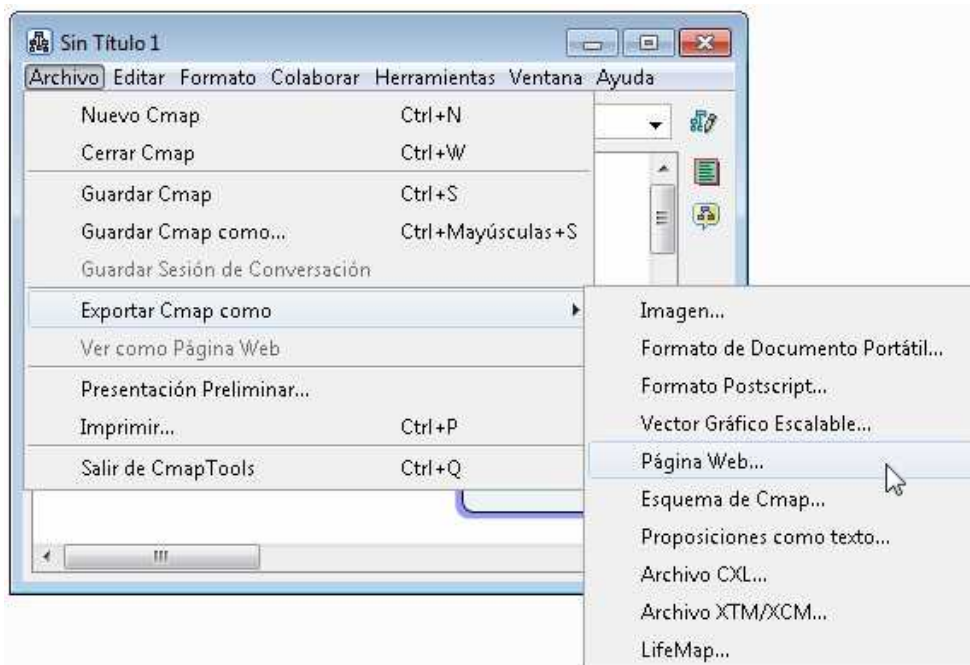 Sin Título 1
Archivo Editar Formato Colaborar Herramientas Ventana Ayuda
Nuevo Cmap Ctrl+N
Cerrar Cmap Ctrl+W
Guardar Cmap Ctrl+S
Guardar Cmap como... Ctrl+Mayúsculas+S
Guardar Sesión de Conversación
Exportar Cmap como
Ver como Página Web
Presentación Preliminar...
Imprimir... Ctrl+P
Salir de CmapTools Ctrl+Q
Imagen...
Formato de Documento Portátil...
Formato Postscript...
Vector Gráfico Escalable...
Página Web...
Esquema de Cmap...
Proposiciones como texto...
Archivo CXL...
Archivo XTM/XCM...
LifeMap...